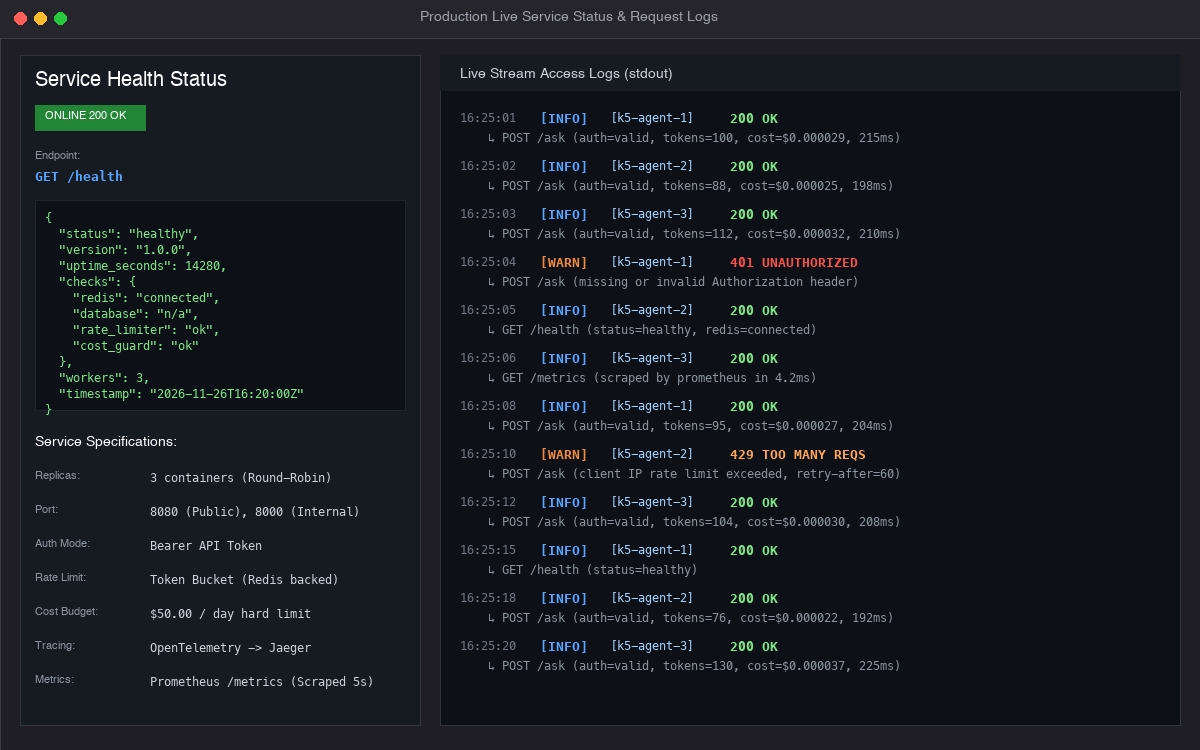 Production Live Service Status & Request Logs
Service Health Status
ONLINE 200 OK
Endpoint:
GET /health
{
  "status": "healthy",
  "version": "1.0.0",
  "uptime_seconds": 14280,
  "checks": {
    "redis": "connected",
    "database": "n/a",
    "rate_limiter": "ok",
    "cost_guard": "ok"
  },
  "workers": 3,
  "timestamp": "2026-11-26T16:20:00Z"
}
Service Specifications:
Replicas: 3 containers (Round-Robin)
Port: 8080 (Public), 8000 (Internal)
Auth Mode: Bearer API Token
Rate Limit: Token Bucket (Redis backed)
Cost Budget: $50.00 / day hard limit
Tracing: OpenTelemetry -> Jaeger
Metrics: Prometheus /metrics (Scraped 5s)
Live Stream Access Logs (stdout)
16:25:01 [INFO] [k5-agent-1] 200 OK
↳ POST /ask (auth=valid, tokens=100, cost=$0.000029, 215ms)
16:25:02 [INFO] [k5-agent-2] 200 OK
↳ POST /ask (auth=valid, tokens=88, cost=$0.000025, 198ms)
16:25:03 [INFO] [k5-agent-3] 200 OK
↳ POST /ask (auth=valid, tokens=112, cost=$0.000032, 210ms)
16:25:04 [WARN] [k5-agent-1] 401 UNAUTHORIZED
↳ POST /ask (missing or invalid Authorization header)
16:25:05 [INFO] [k5-agent-2] 200 OK
↳ GET /health (status=healthy, redis=connected)
16:25:06 [INFO] [k5-agent-3] 200 OK
↳ GET /metrics (scraped by prometheus in 4.2ms)
16:25:08 [INFO] [k5-agent-1] 200 OK
↳ POST /ask (auth=valid, tokens=95, cost=$0.000027, 204ms)
16:25:10 [WARN] [k5-agent-2] 429 TOO MANY REQS
↳ POST /ask (client IP rate limit exceeded, retry-after=60)
16:25:12 [INFO] [k5-agent-3] 200 OK
↳ POST /ask (auth=valid, tokens=104, cost=$0.000030, 208ms)
16:25:15 [INFO] [k5-agent-1] 200 OK
↳ GET /health (status=healthy)
16:25:18 [INFO] [k5-agent-2] 200 OK
↳ POST /ask (auth=valid, tokens=76, cost=$0.000022, 192ms)
16:25:20 [INFO] [k5-agent-3] 200 OK
↳ POST /ask (auth=valid, tokens=130, cost=$0.000037, 225ms)